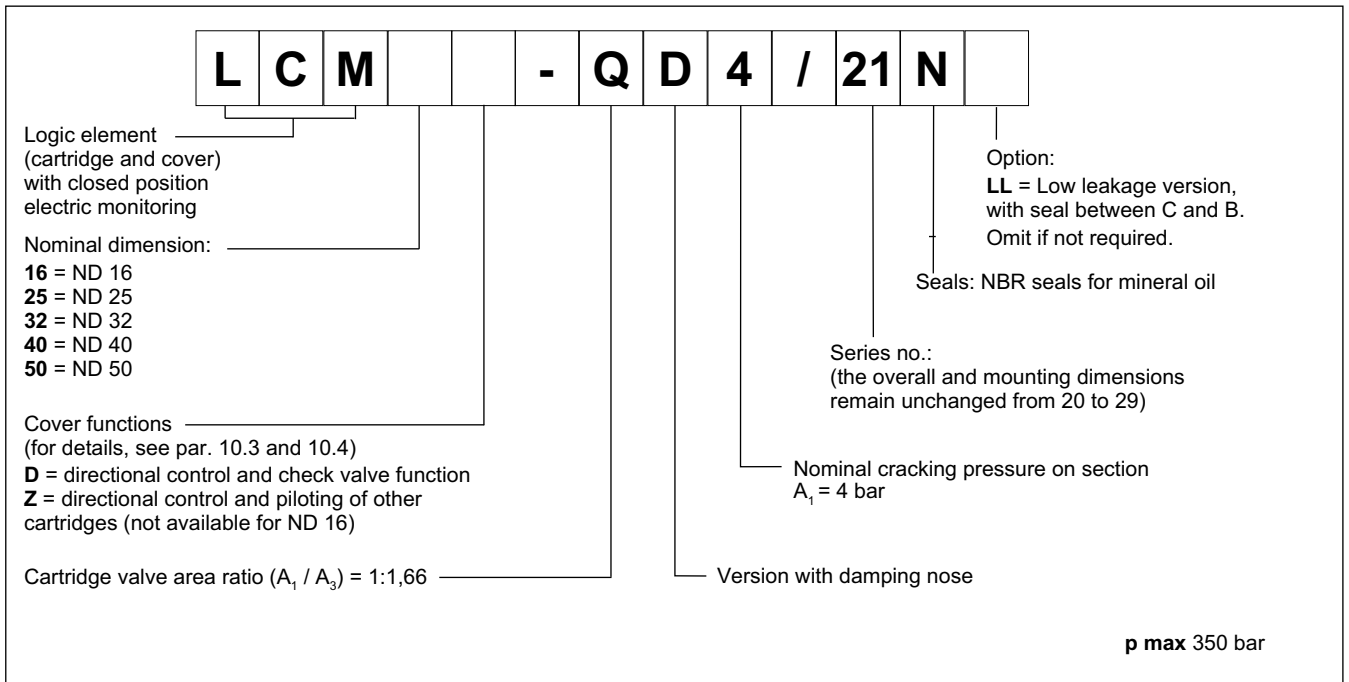 L C M - Q D 4 / 21 N
Logic element
(cartridge and cover)
with closed position
electric monitoring
Nominal dimension:
16 = ND 16
25 = ND 25
32 = ND 32
40 = ND 40
50 = ND 50
Cover functions
(for details, see par. 10.3 and 10.4)
D = directional control and check valve function
Z = directional control and piloting of other
cartridges (not available for ND 16)
Cartridge valve area ratio (A₁ / A₃) = 1:1,66
Option:
LL = Low leakage version,
with seal between C and B.
Omit if not required.
Seals: NBR seals for mineral oil
Series no.:
(the overall and mounting dimensions
remain unchanged from 20 to 29)
Nominal cracking pressure on section
A₁ = 4 bar
Version with damping nose
p max 350 bar